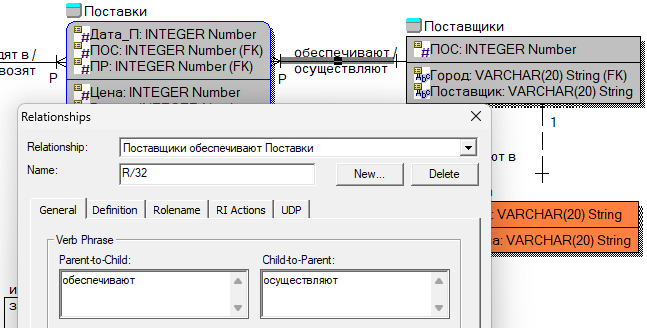 Поставки
Поставщики
Дата_П: INTEGER Number
ПОС: INTEGER Number (FK)
ПР: INTEGER Number (FK)
Цена: INTEGER Number
возят
P
P
обеспечивают /
осуществляют
ПОС: INTEGER Number
Город: VARCHAR(20) String (FK)
Поставщик: VARCHAR(20) String
1
: VARCHAR(20) String
: VARCHAR(20) String
Relationships
Relationship:
Поставщики обеспечивают Поставки
Name:
R/32
New...
Delete
General
Definition
Rolename
RI Actions
UDP
Verb Phrase
Parent-to-Child:
Child-to-Parent:
обеспечивают
осуществляют